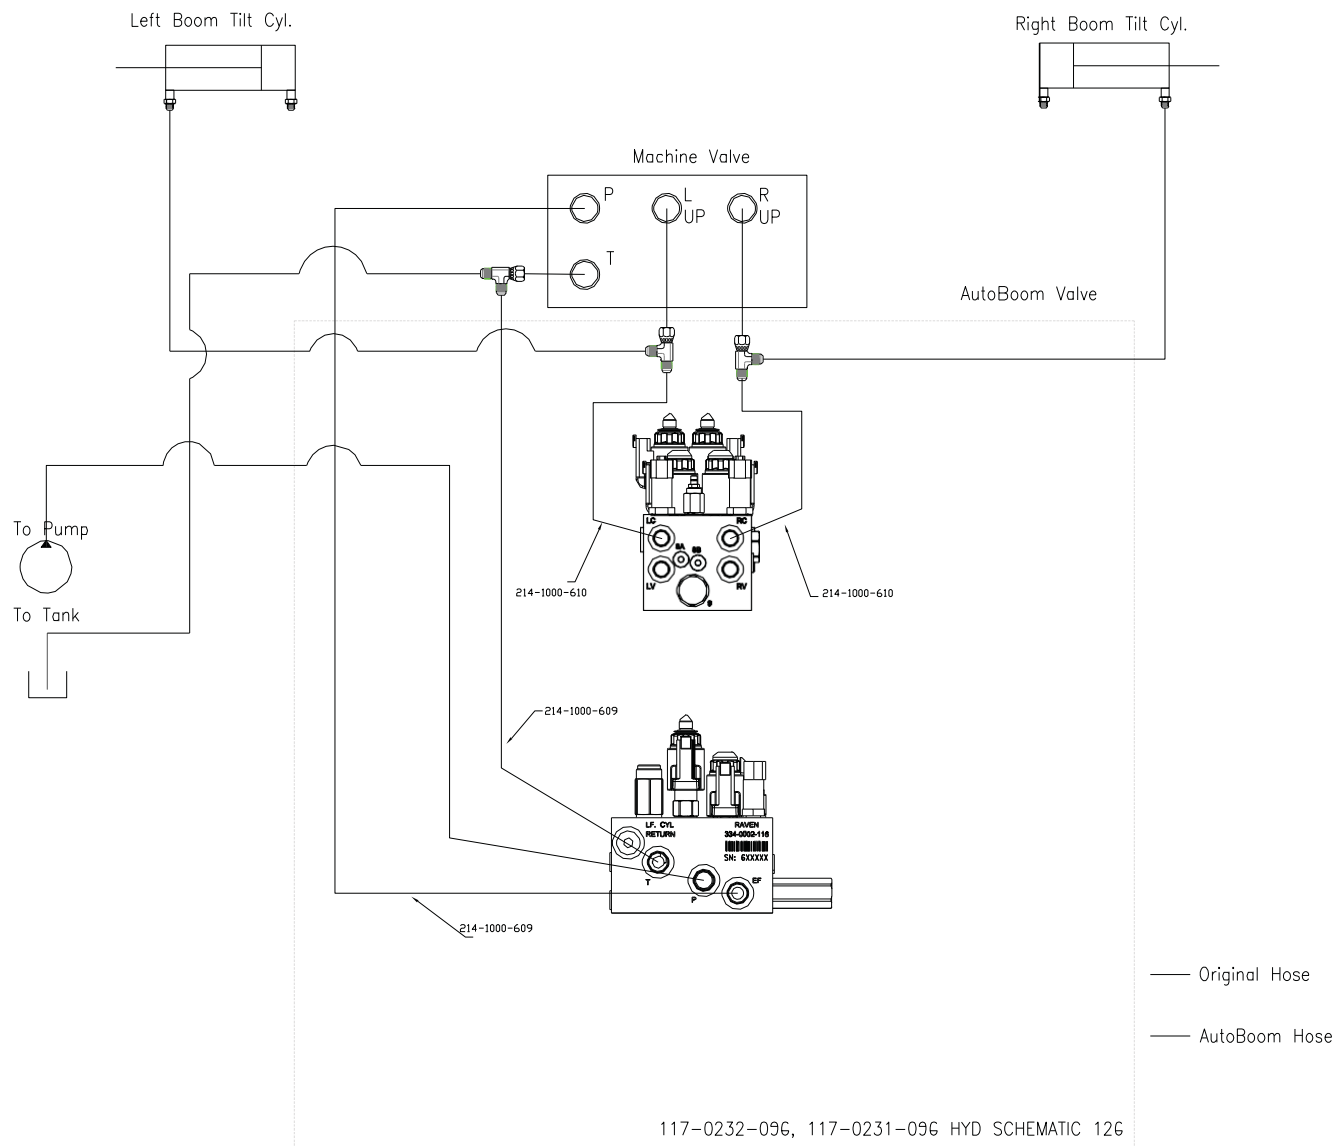 Left Boom Tilt Cyl.
Right Boom Tilt Cyl.
Machine Valve
P
L
UP
R
UP
T
AutoBoom Valve
To Pump
To Tank
LC
RC
8A
8B
LV
RV
9
214-1000-610
214-1000-610
214-1000-609
LF. CYL
RETURN
RAVEN
334-0002-116
SN: 6XXXXX
T
P
EF
214-1000-609
Original Hose
AutoBoom Hose
117-0232-096, 117-0231-096 HYD SCHEMATIC 126